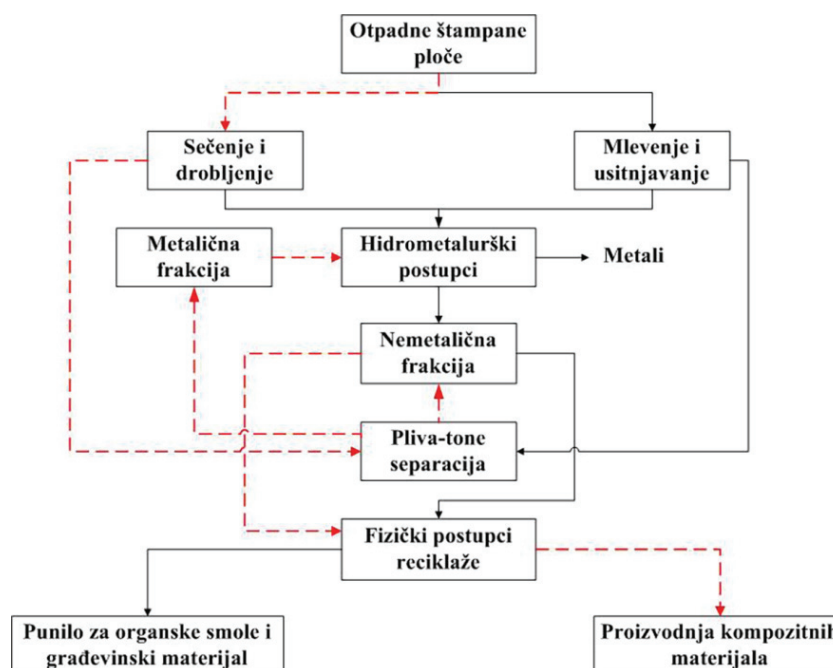 Otpadne štampane
ploče
Sečenje i
drobljenje
Mlevenje i
usitnjavanje
Metalična
frakcija
Hidrometalurški
postupci
Metali
Nemetalična
frakcija
Pliva-tone
separacija
Fizički postupci
reciklaže
Punilo za organske smole i
građevinski materijal
Proizvodnja kompozitnih
materijala